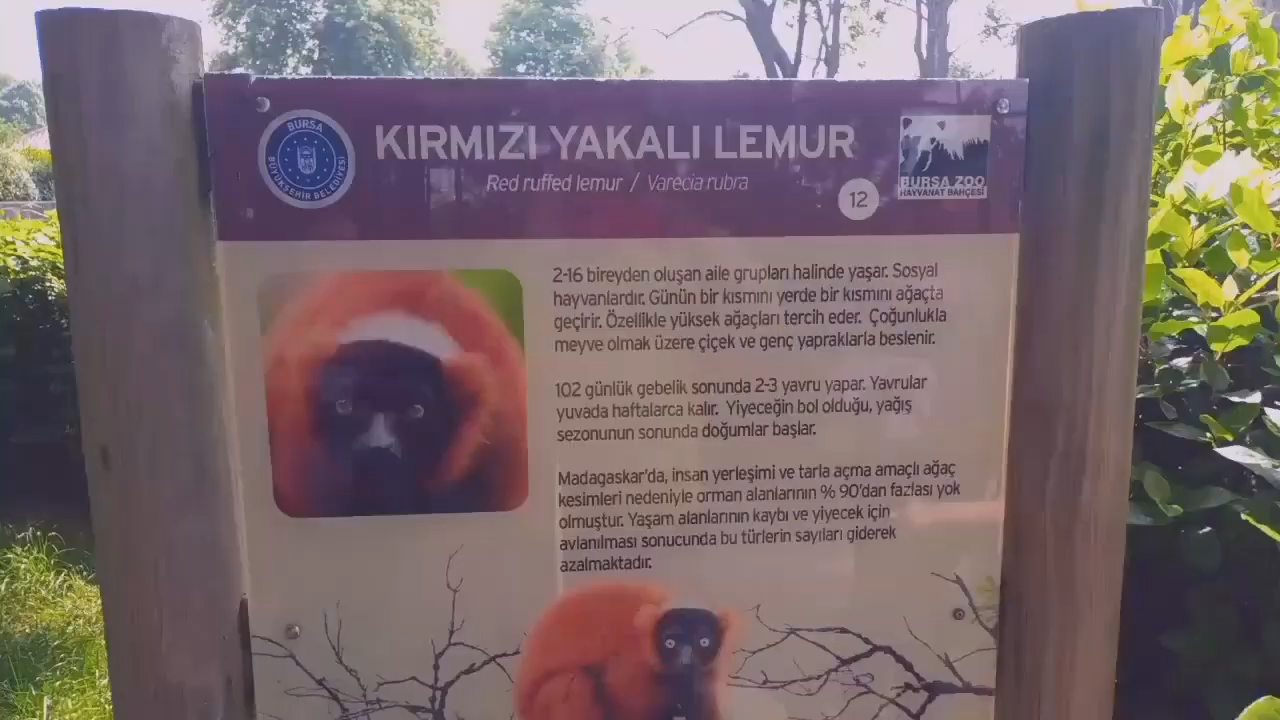 BURSA
BÜYÜKŞEHİR BELEDİYESİ
KIRMIZI YAKALI LEMUR
Red ruffed lemur / Varecia rubra
12
BURSA ZOO
HAYVANAT BAHÇESİ
2-16 bireyden oluşan aile grupları halinde yaşar. Sosyal
hayvanlardır. Günün bir kısmını yerde bir kısmını ağaçta
geçirir. Özellikle yüksek ağaçları tercih eder. Çoğunlukla
meyve olmak üzere çiçek ve genç yapraklarla beslenir.
102 günlük gebelik sonunda 2-3 yavru yapar. Yavrular
yuvada haftalarca kalır. Yiyeceğin bol olduğu, yağış
sezonunun sonunda doğumlar başlar.
Madagaskar'da, insan yerleşimi ve tarla açma amaçlı ağaç
kesimleri nedeniyle orman alanlarının % 90'dan fazlası yok
olmuştur. Yaşam alanlarının kaybı ve yiyecek için
avlanılması sonucunda bu türlerin sayıları giderek
azalmaktadır.